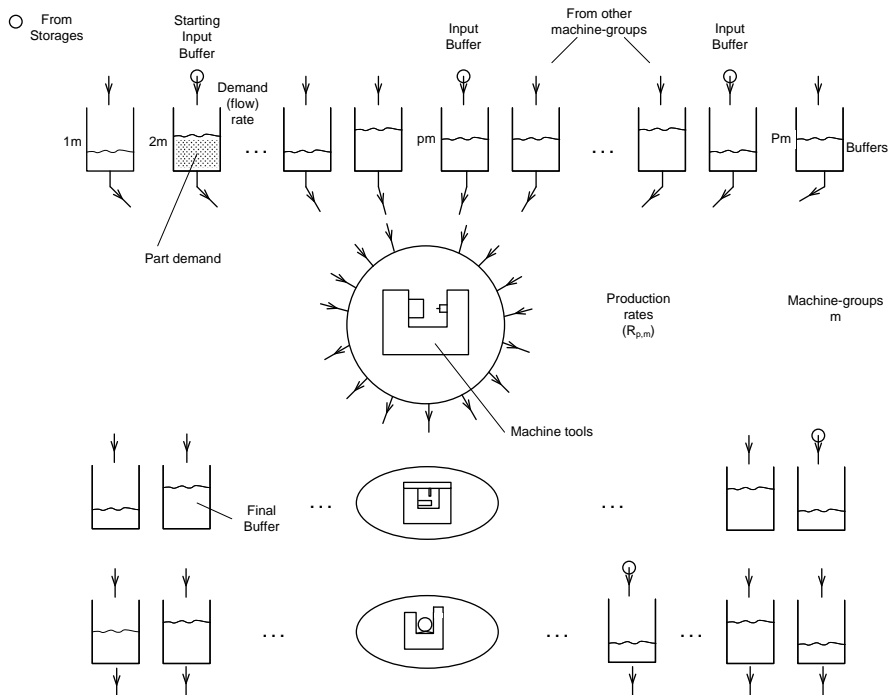 From
Storages
Starting
Input
Buffer
Input
Buffer
From other
machine-groups
Input
Buffer
Demand
(flow)
rate
1m
2m
...
pm
...
Pm
Buffers
Part demand
Production
rates
(Rp,m)
Machine-groups
m
Machine tools
Final
Buffer
...
...
...
...
...